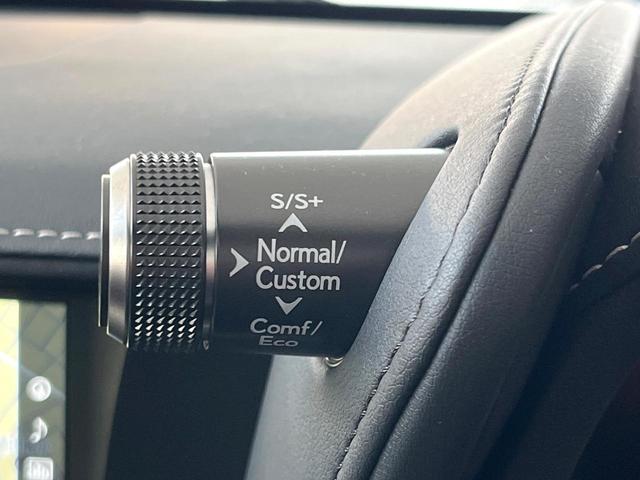 S/S+
Normal/
Custom
Comf/
Eco